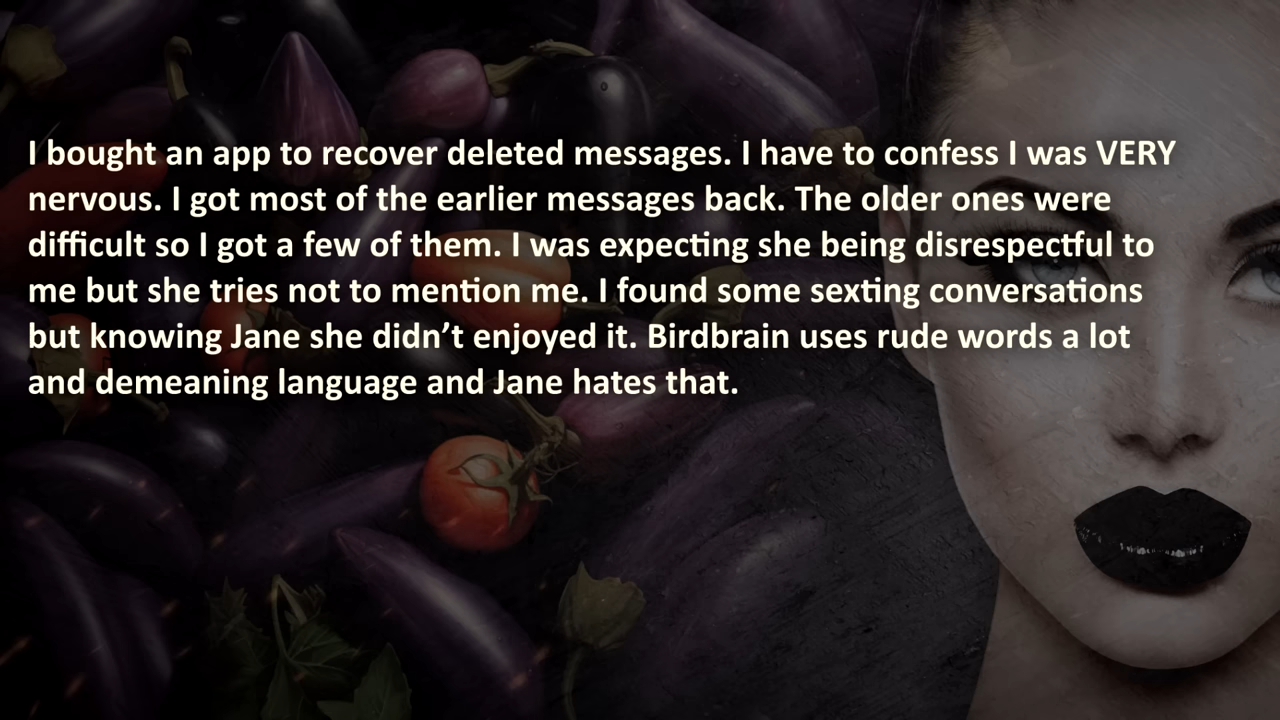 I bought an app to recover deleted messages. I have to confess I was VERY
nervous. I got most of the earlier messages back. The older ones were
difficult so I got a few of them. I was expecting she being disrespectful to
me but she tries not to mention me. I found some sexting conversations
but knowing Jane she didn’t enjoyed it. Birdbrain uses rude words a lot
and demeaning language and Jane hates that.